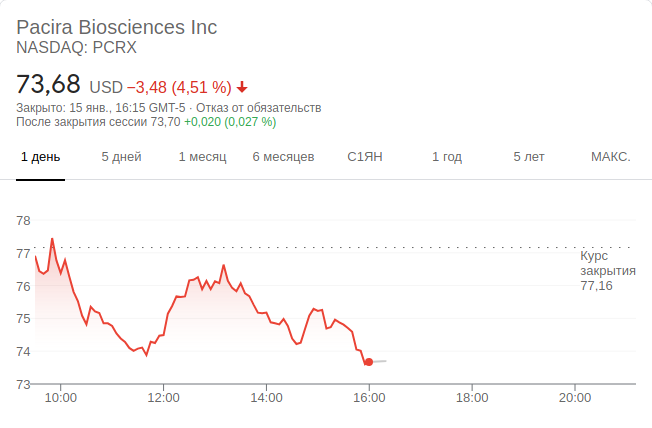 Pacira Biosciences Inc
NASDAQ: PCRX
73,68 USD −3,48 (4,51 %)
Закрыто: 15 янв., 16:15 GMT-5 · Отказ от обязательств
После закрытия сессии 73,70 +0,020 (0,027 %)
1 день 5 дней 1 месяц 6 месяцев С1ЯН 1 год 5 лет МАКС.
78
77
76
75
74
73
Курс
закрытия
77,16
10:00 12:00 14:00 16:00 18:00 20:00